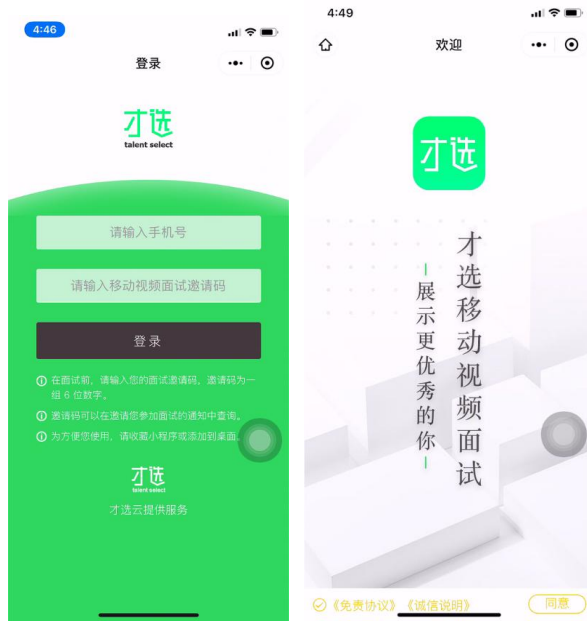 4:46
登录
才选
talent select
请输入手机号
请输入移动视频面试邀请码
登录
在面试前，请输入您的面试邀请码，邀请码为一
组 6 位数字。
邀请码可以在邀请您参加面试的通知中查询。
为方便您使用，请收藏小程序或添加到桌面。
才选
talent select
才选云提供服务
4:49
欢迎
才选
才选移动视频面试
展示更优秀的你
《免责协议》《诚信说明》
同意